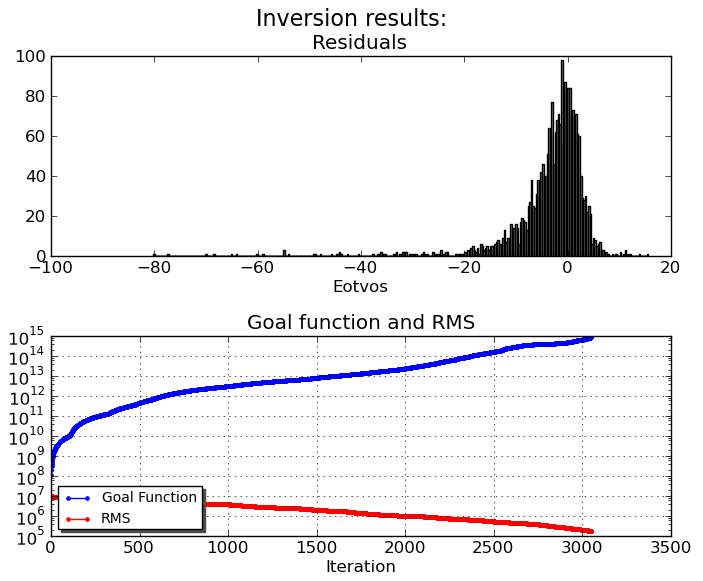 Inversion results:
Residuals
100
80
60
40
20
0
−100 −80 −60 −40 −20 0 20
Eotvos
Goal function and RMS
10^15
10^14
10^13
10^12
10^11
10^10
10^9
10^8
10^7
10^6
10^5
Goal Function
RMS
0 500 1000 1500 2000 2500 3000 3500
Iteration